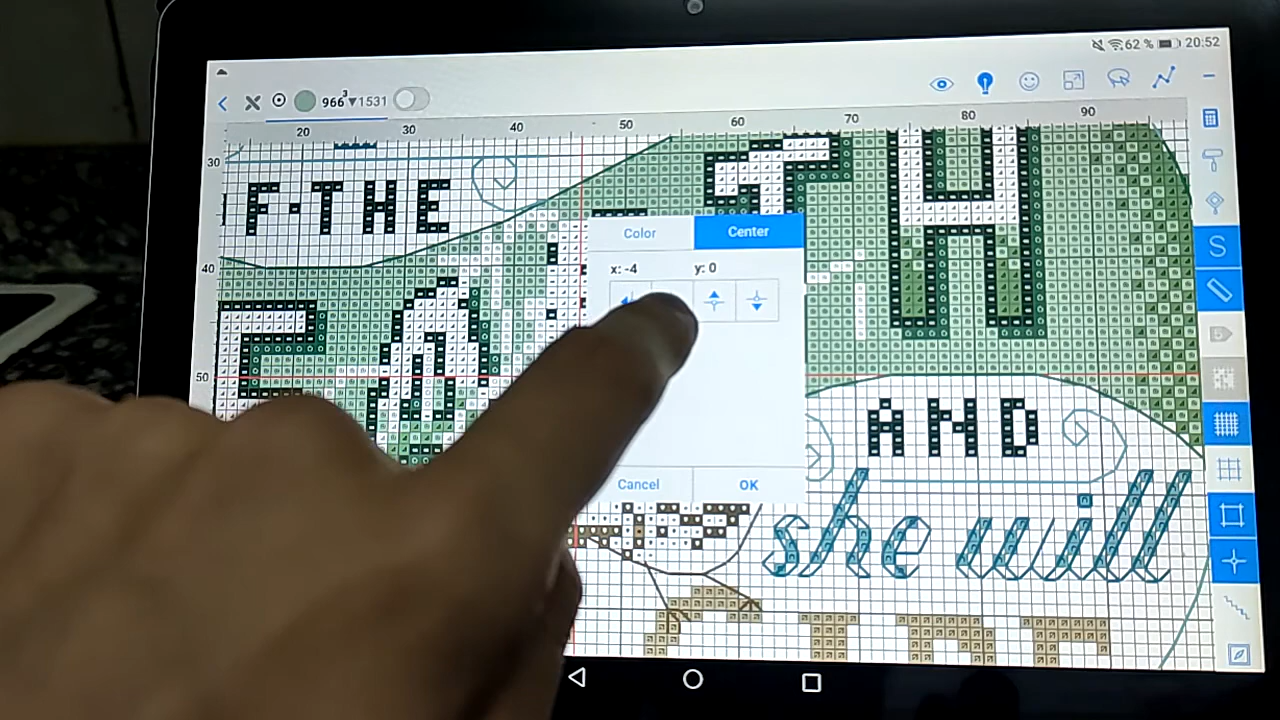 62 % 20:52
966 3 ▼ 1531
20 30 40 50 60 70 80 90
30
F·THE
H
Color Center
40
x: -4 y: 0
50
AND
Cancel OK
she will